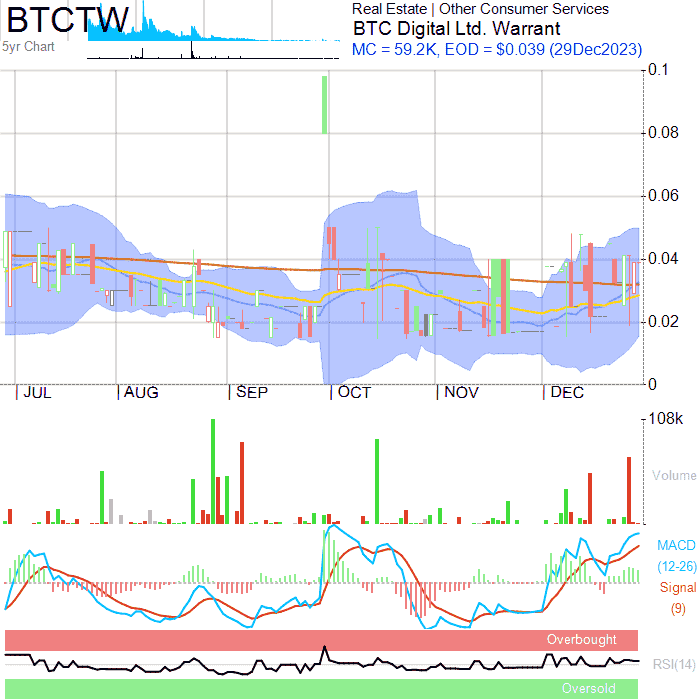 BTCTW
5yr Chart
Real Estate | Other Consumer Services
BTC Digital Ltd. Warrant
MC = 59.2K, EOD = $0.039 (29Dec2023)
0.1
0.08
0.06
0.04
0.02
0
JUL AUG SEP OCT NOV DEC
108k
Volume
MACD
(12-26)
Signal
(9)
Overbought
RSI(14)
Oversold